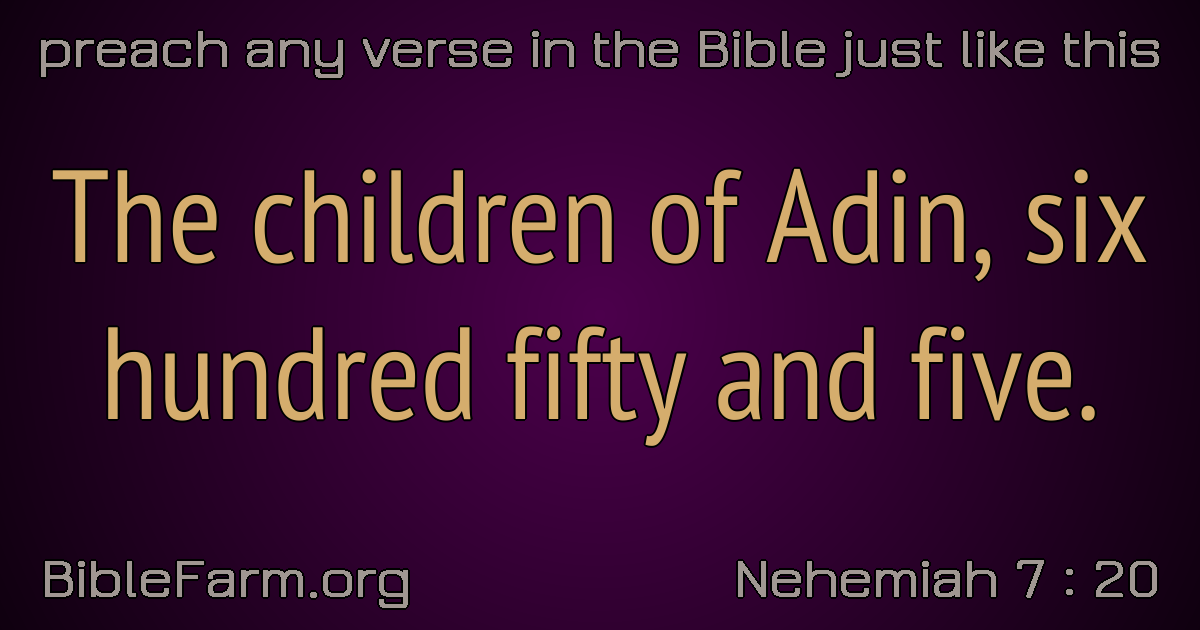 preach any verse in the Bible just like this
The children of Adin, six
hundred fifty and five.
BibleFarm.org
Nehemiah 7 : 20